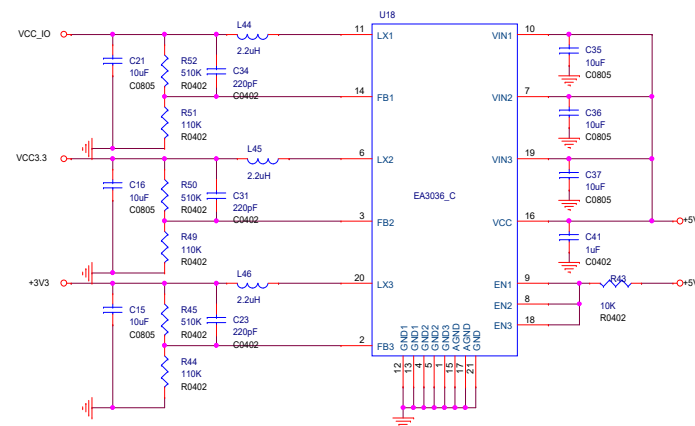 U18
VCC_IO
L44
2.2uH
11
LX1
VIN1
10
C21
10uF
C0805
R52
510K
R0402
C34
220pF
C0402
C35
10uF
C0805
14
FB1
VIN2
7
R51
110K
R0402
C36
10uF
C0805
VCC3.3
L45
2.2uH
6
LX2
VIN3
19
C16
10uF
C0805
R50
510K
R0402
C31
220pF
C0402
C37
10uF
C0805
EA3036_C
3
FB2
VCC
16
+5V
R49
110K
R0402
C41
1uF
C0402
+3V3
L46
2.2uH
20
LX3
EN1
9
R43
10K
R0402
+5V
EN2
8
EN3
18
C15
10uF
C0805
R45
510K
R0402
C23
220pF
C0402
2
FB3
R44
110K
R0402
GND1
GND1
GND2
GND2
GND3
AGND
AGND
GND
12
13
4
5
1
15
17
21